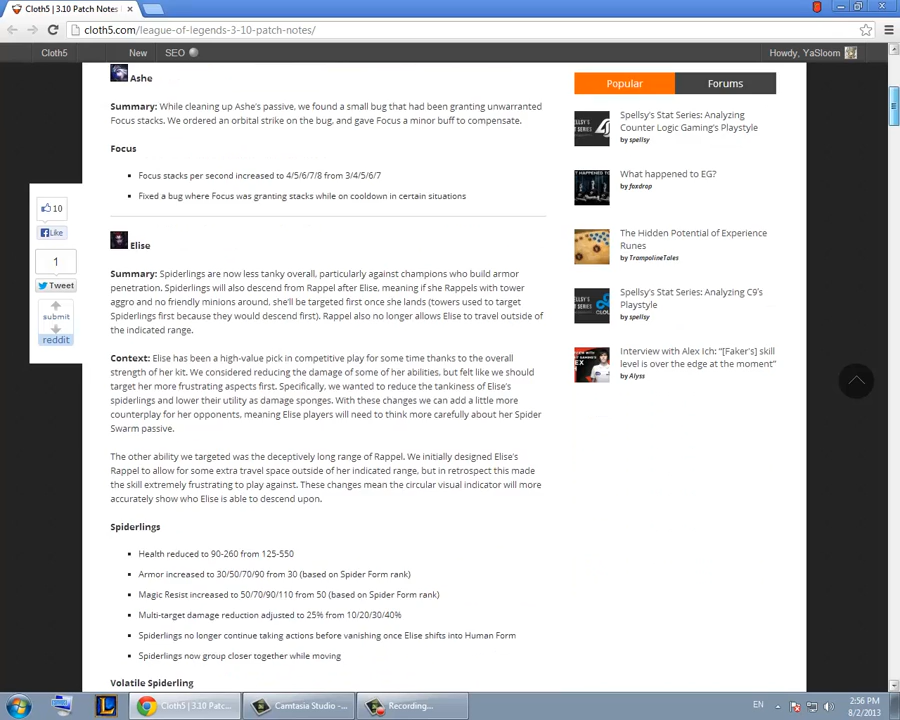 Cloth5 | 3.10 Patch Notes
cloth5.com/league-of-legends-3-10-patch-notes/
Cloth5 New SEO Howdy, YaSloom
Ashe
Summary: While cleaning up Ashe's passive, we found a small bug that had been granting unwarranted
Focus stacks. We ordered an orbital strike on the bug, and gave Focus a minor buff to compensate.
Focus
Focus stacks per second increased to 4/5/6/7/8 from 3/4/5/6/7
Fixed a bug where Focus was granting stacks while on cooldown in certain situations
Elise
Summary: Spiderlings are now less tanky overall, particularly against champions who build armor
penetration. Spiderlings will also descend from Rappel after Elise, meaning if she Rappels with tower
aggro and no friendly minions around, she'll be targeted first once she lands (towers used to target
Spiderlings first because they would descend first). Rappel also no longer allows Elise to travel outside of
the indicated range.
Context: Elise has been a high-value pick in competitive play for some time thanks to the overall
strength of her kit. We considered reducing the damage of some of her abilities, but felt like we should
target her more frustrating aspects first. Specifically, we wanted to reduce the tankiness of Elise's
spiderlings and lower their utility as damage sponges. With these changes we can add a little more
counterplay for her opponents, meaning Elise players will need to think more carefully about her Spider
Swarm passive.
The other ability we targeted was the deceptively long range of Rappel. We initially designed Elise's
Rappel to allow for some extra travel space outside of her indicated range, but in retrospect this made
the skill extremely frustrating to play against. These changes mean the circular visual indicator will more
accurately show who Elise is able to descend upon.
Spiderlings
Health reduced to 90-260 from 125-550
Armor increased to 30/50/70/90 from 30 (based on Spider Form rank)
Magic Resist increased to 50/70/90/110 from 50 (based on Spider Form rank)
Multi-target damage reduction adjusted to 25% from 10/20/30/40%
Spiderlings no longer continue taking actions before vanishing once Elise shifts into Human Form
Spiderlings now group closer together while moving
Volatile Spiderling
10
Like
1
Tweet
submit
reddit
Popular Forums
Spellsy's Stat Series: Analyzing
Counter Logic Gaming's Playstyle
by spellsy
What happened to EG?
by foxdrop
The Hidden Potential of Experience
Runes
by TrampolineTales
Spellsy's Stat Series: Analyzing C9's
Playstyle
by spellsy
Interview with Alex Ich: "[Faker's] skill
level is over the edge at the moment"
by Alyss
Cloth5 | 3.10 Patc...
Camtasia Studio -...
Recording...
EN
2:56 PM
8/2/2013